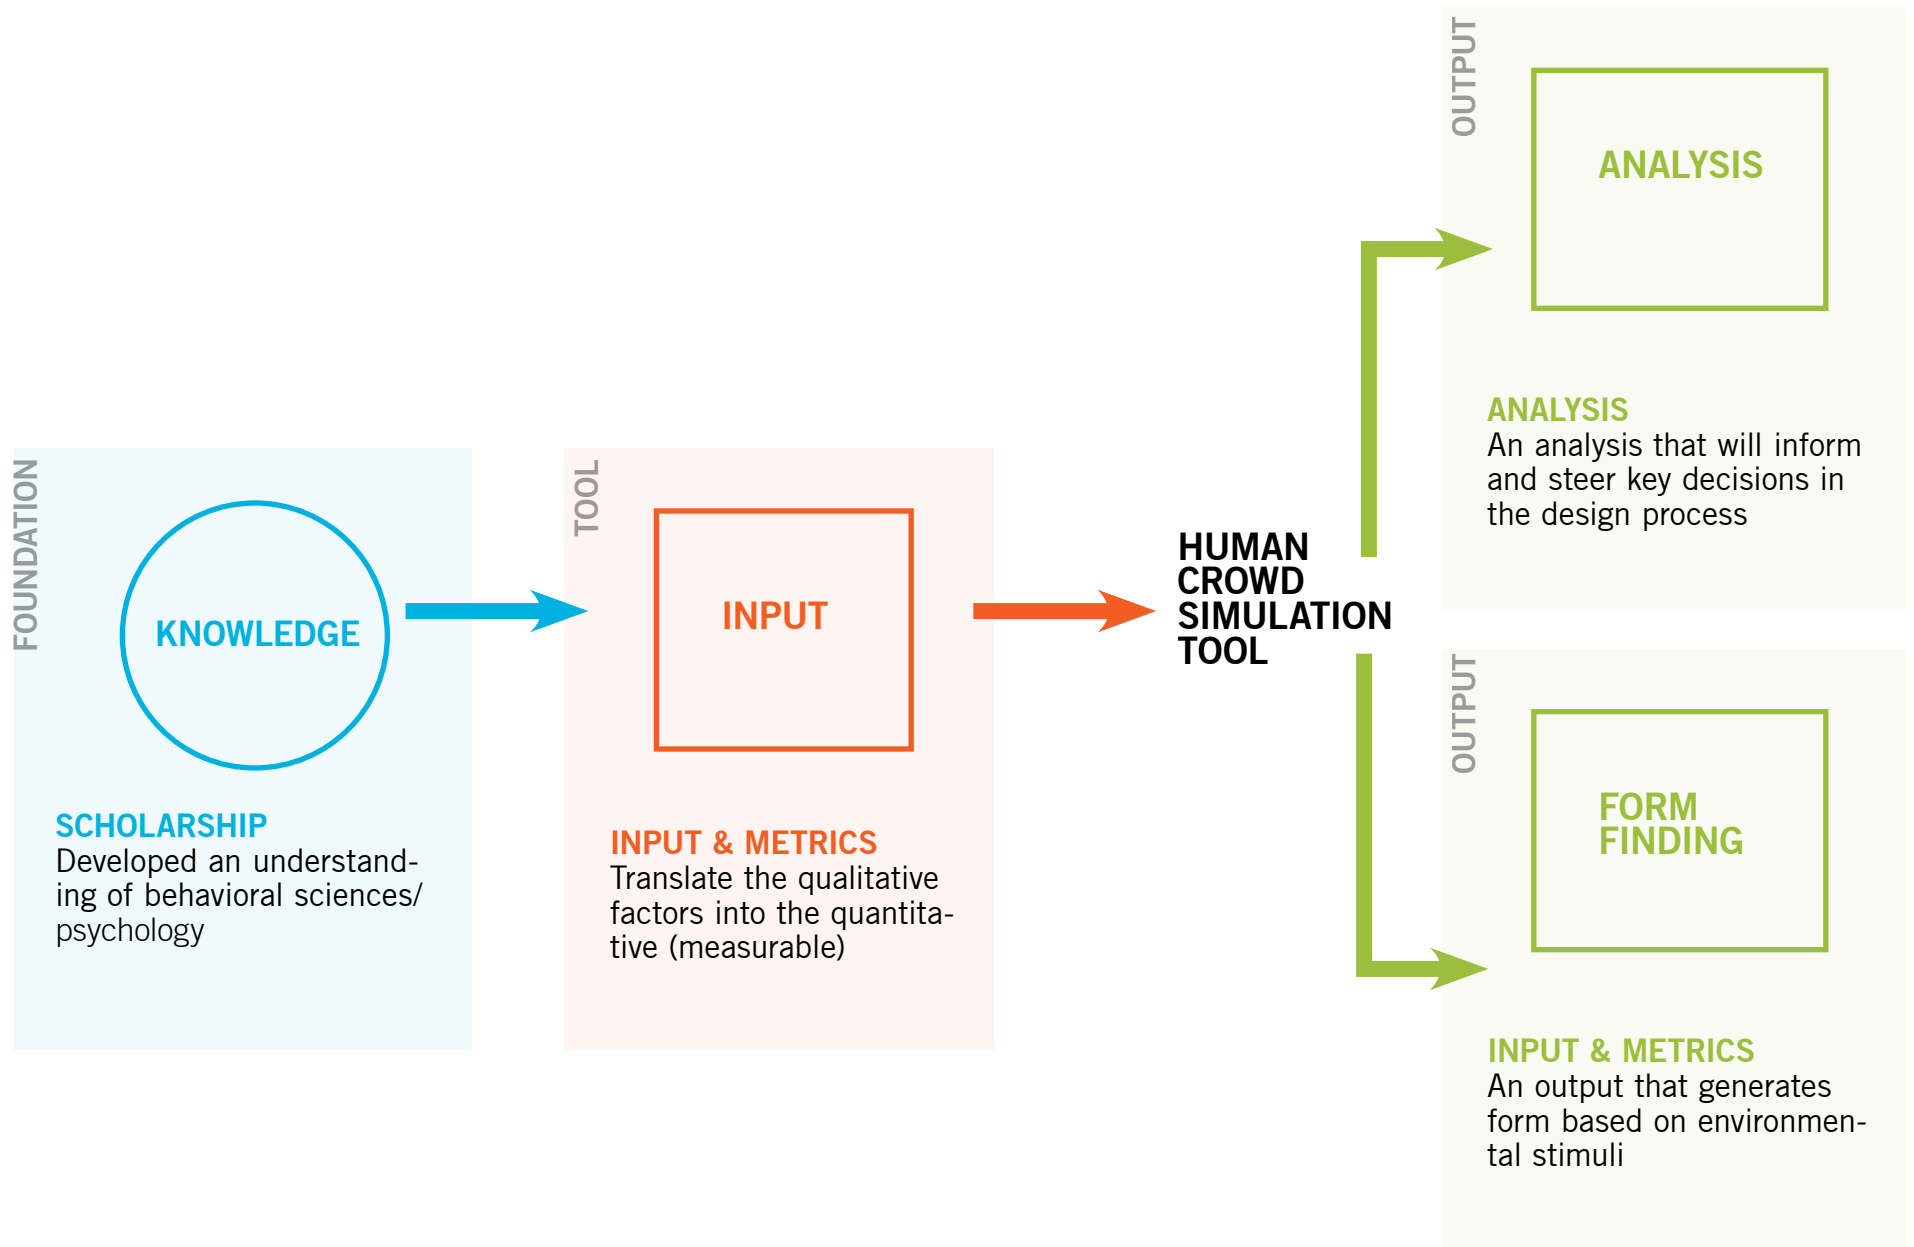 FOUNDATION
KNOWLEDGE
SCHOLARSHIP
Developed an understand-
ing of behavioral sciences/
psychology
TOOL
INPUT
INPUT & METRICS
Translate the qualitative
factors into the quantita-
tive (measurable)
HUMAN
CROWD
SIMULATION
TOOL
OUTPUT
ANALYSIS
ANALYSIS
An analysis that will inform
and steer key decisions in
the design process
OUTPUT
FORM
FINDING
INPUT & METRICS
An output that generates
form based on environmen-
tal stimuli